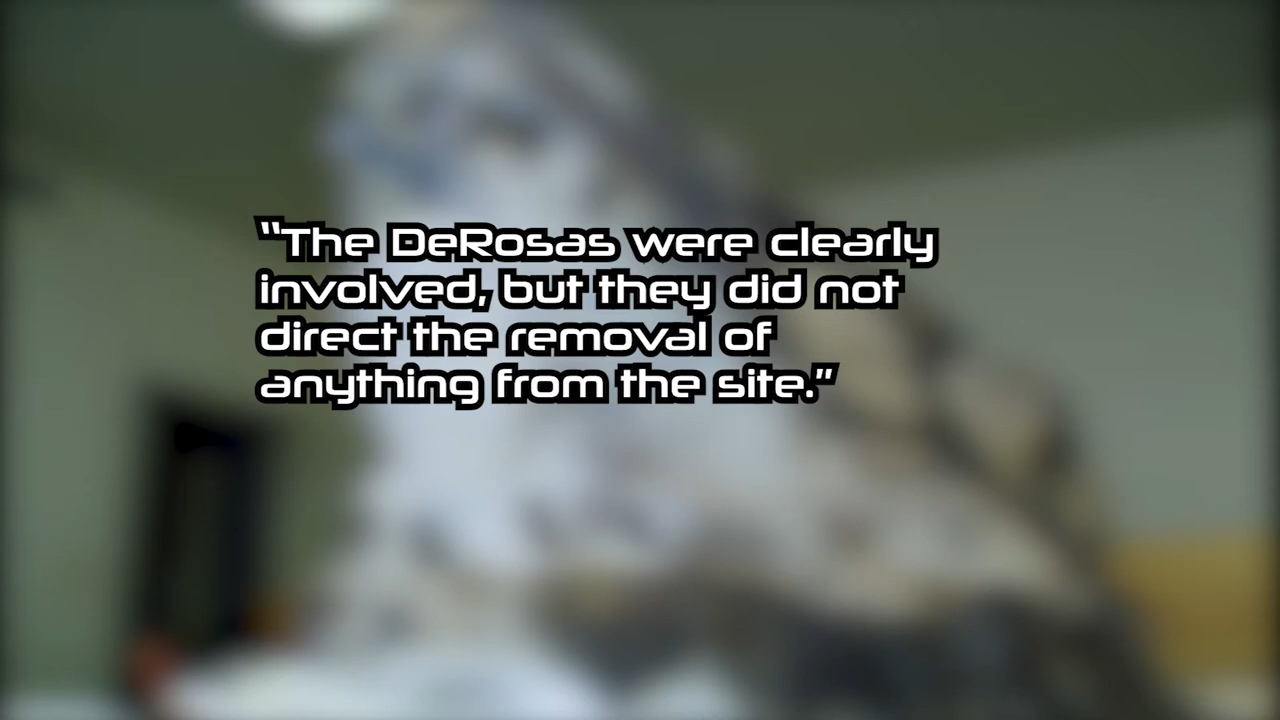 “The DeRosas were clearly
involved, but they did not
direct the removal of
anything from the site.”